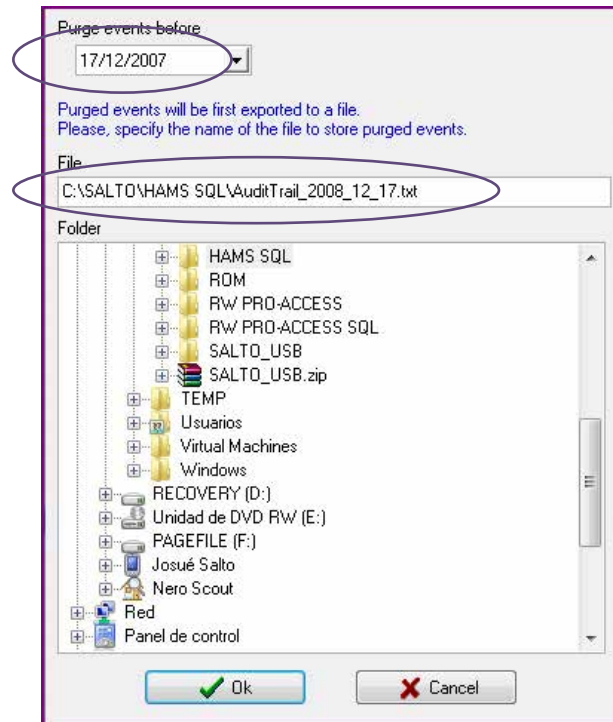 Purge events before
17/12/2007
Purged events will be first exported to a file.
Please, specify the name of the file to store purged events.
File
C:\SALTO\HAMS SQL\AuditTrail_2008_12_17.txt
Folder
HAMS SQL
ROM
RW PRO-ACCESS
RW PRO-ACCESS SQL
SALTO_USB
SALTO_USB.zip
TEMP
Usuarios
Virtual Machines
Windows
RECOVERY (D:)
Unidad de DVD RW (E:)
PAGEFILE (F:)
Josué Salto
Nero Scout
Red
Panel de control
Ok Cancel